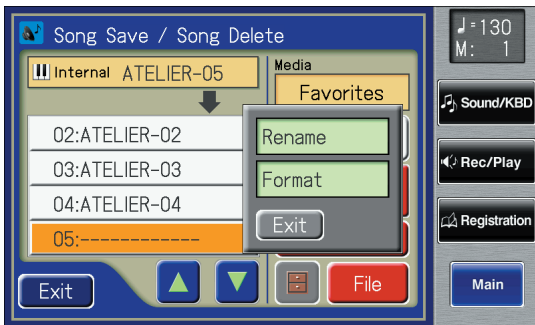 Song Save / Song Delete
Internal ATELIER-05
Media
Favorites
02:ATELIER-02
03:ATELIER-03
04:ATELIER-04
05:------------
Rename
Format
Exit
Exit
File
♩=130
M: 1
Sound/KBD
Rec/Play
Registration
Main